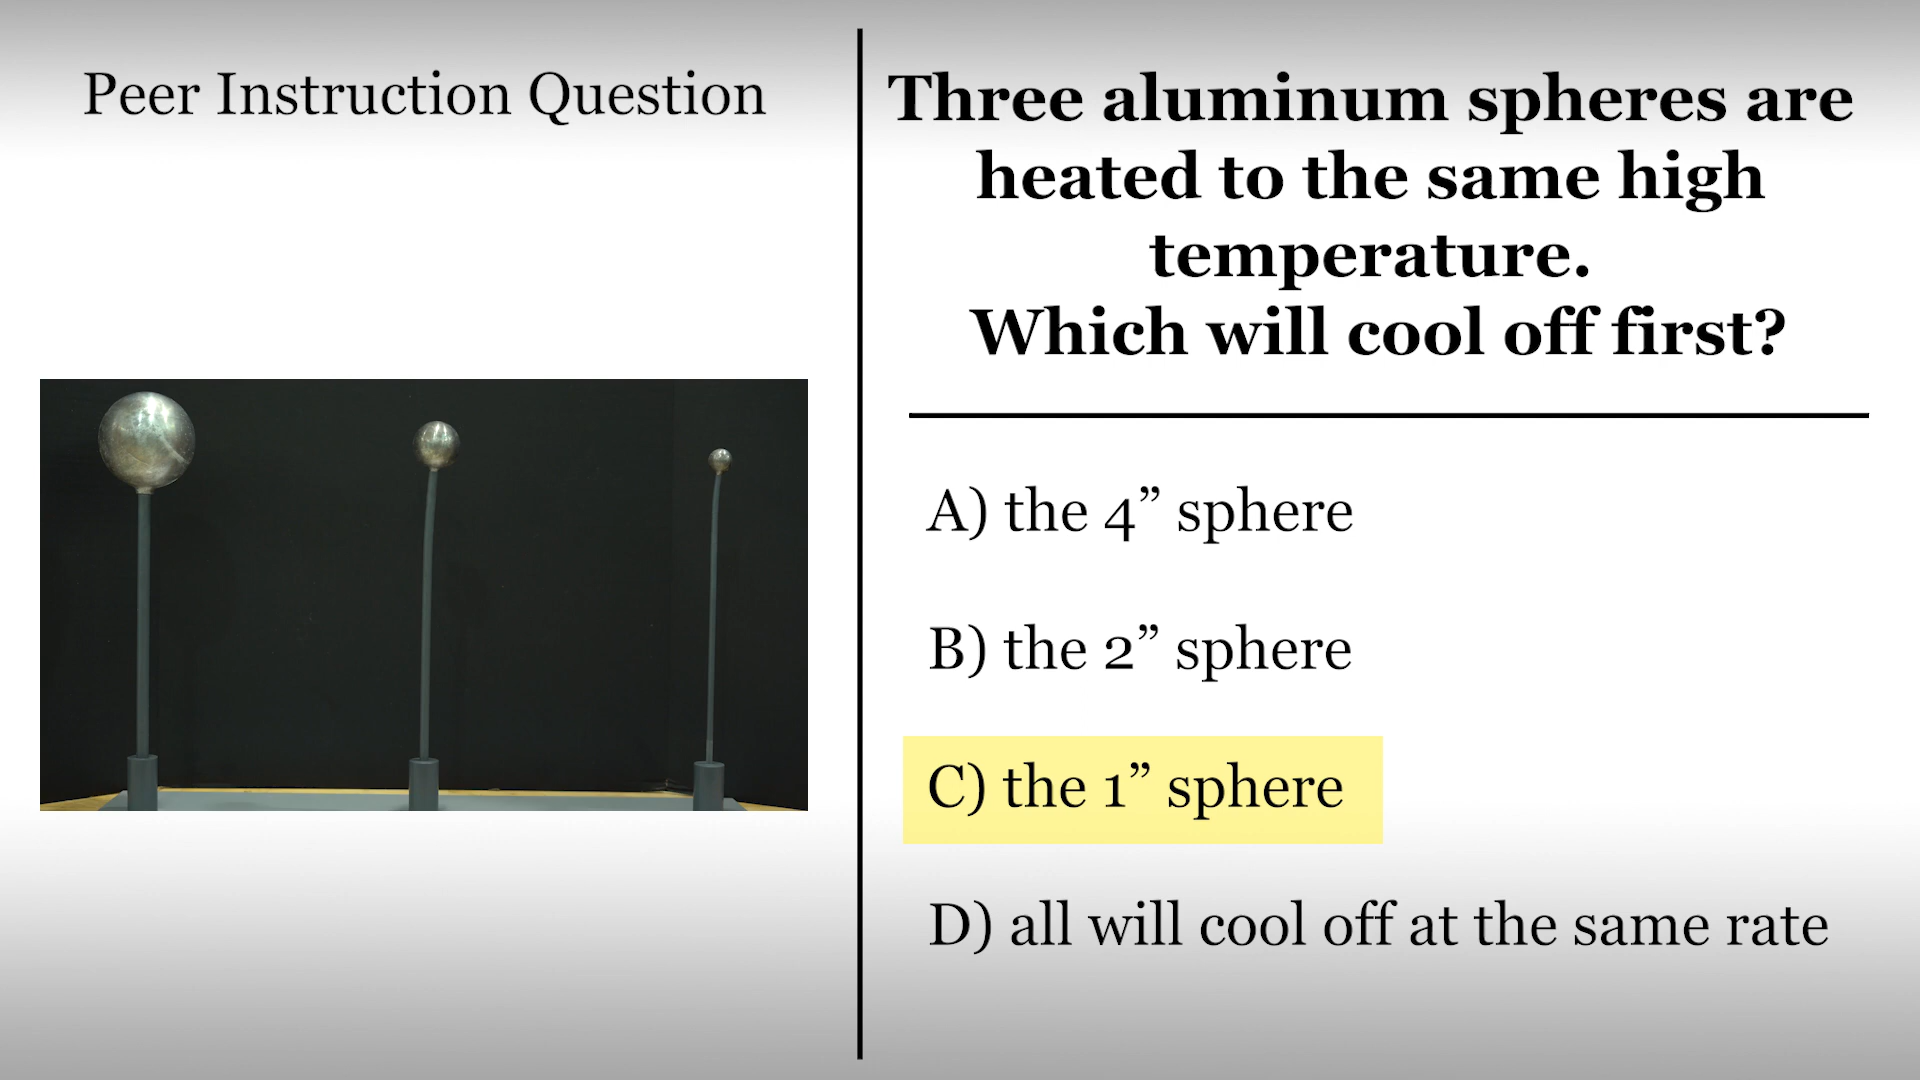 Peer Instruction Question
Three aluminum spheres are
heated to the same high
temperature.
Which will cool off first?
A) the 4” sphere
B) the 2” sphere
C) the 1” sphere
D) all will cool off at the same rate